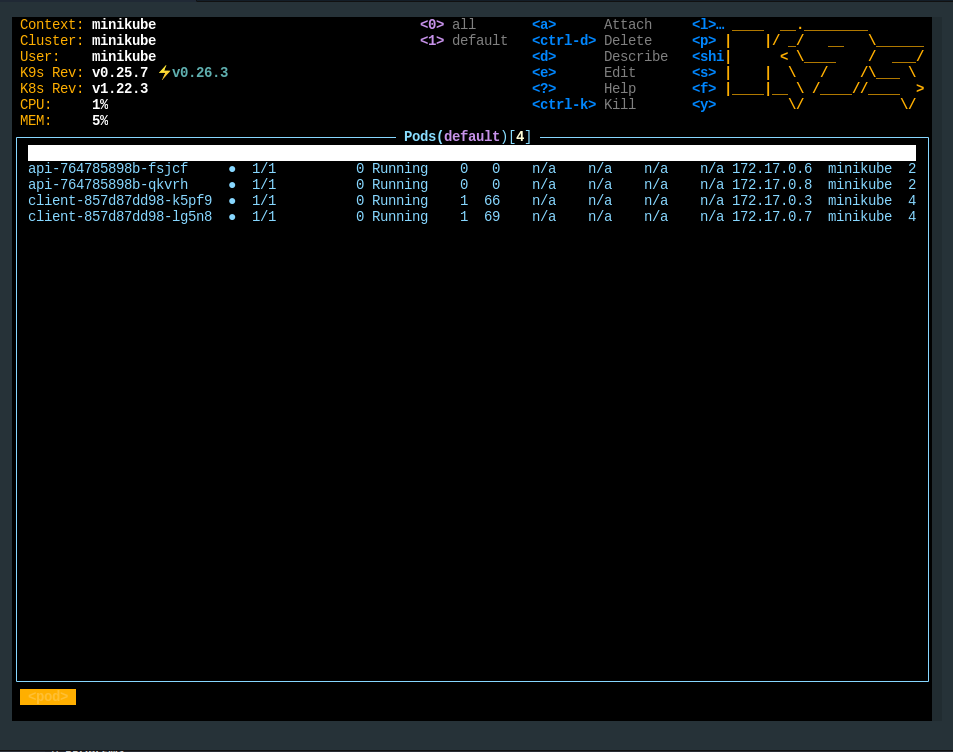 Context: minikube <0> all <a> Attach <l>…
Cluster: minikube <1> default <ctrl-d> Delete <p>
User: minikube <d> Describe <shi
K9s Rev: v0.25.7 ⚡v0.26.3 <e> Edit <s>
K8s Rev: v1.22.3 <?> Help <f>
CPU: 1% <ctrl-k> Kill <y>
MEM: 5%
Pods(default)[4]
api-764785898b-fsjcf ● 1/1 0 Running 0 0 n/a n/a n/a n/a 172.17.0.6 minikube 2
api-764785898b-qkvrh ● 1/1 0 Running 0 0 n/a n/a n/a n/a 172.17.0.8 minikube 2
client-857d87dd98-k5pf9 ● 1/1 0 Running 1 66 n/a n/a n/a n/a 172.17.0.3 minikube 4
client-857d87dd98-lg5n8 ● 1/1 0 Running 1 69 n/a n/a n/a n/a 172.17.0.7 minikube 4
<pod>